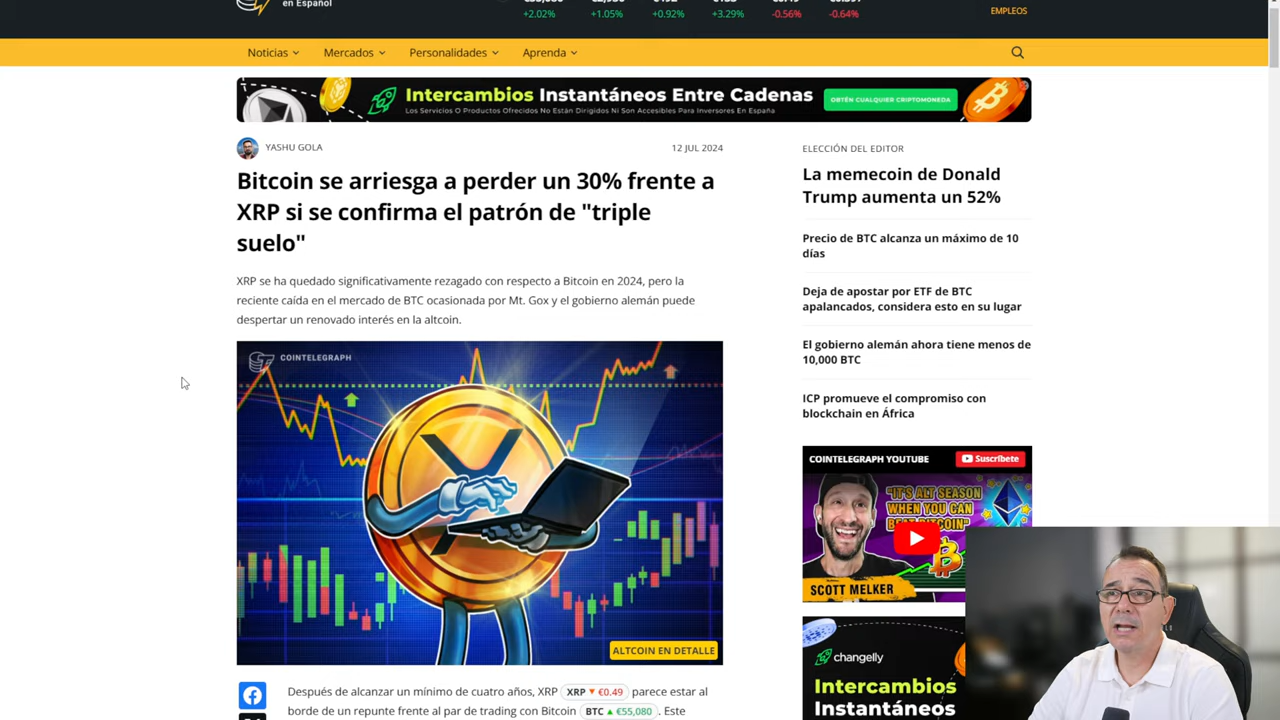 en Español
+2.02%
+1.05%
+0.92%
+3.29%
-0.56%
-0.64%
EMPLEOS
Noticias
Mercados
Personalidades
Aprenda
Intercambios Instantáneos Entre Cadenas
Los Servicios O Productos Ofrecidos No Están Dirigidos Ni Son Accesibles Para Inversores En España
OBTÉN CUALQUIER CRIPTOMONEDA
YASHU GOLA
12 JUL 2024
Bitcoin se arriesga a perder un 30% frente a
XRP si se confirma el patrón de "triple
suelo"
XRP se ha quedado significativamente rezagado con respecto a Bitcoin en 2024, pero la
reciente caída en el mercado de BTC ocasionada por Mt. Gox y el gobierno alemán puede
despertar un renovado interés en la altcoin.
COINTELEGRAPH
ALTCOIN EN DETALLE
Después de alcanzar un mínimo de cuatro años, XRP XRP ▼ €0.49 parece estar al
borde de un repunte frente al par de trading con Bitcoin BTC ▲ €55,080 . Este
ELECCIÓN DEL EDITOR
La memecoin de Donald
Trump aumenta un 52%
Precio de BTC alcanza un máximo de 10
días
Deja de apostar por ETF de BTC
apalancados, considera esto en su lugar
El gobierno alemán ahora tiene menos de
10,000 BTC
ICP promueve el compromiso con
blockchain en África
COINTELEGRAPH YOUTUBE
Suscríbete
"IT'S ALT SEASON
WHEN YOU CAN
BEAT BITCOIN"
SCOTT MELKER
changelly
Intercambios
Instantáneos